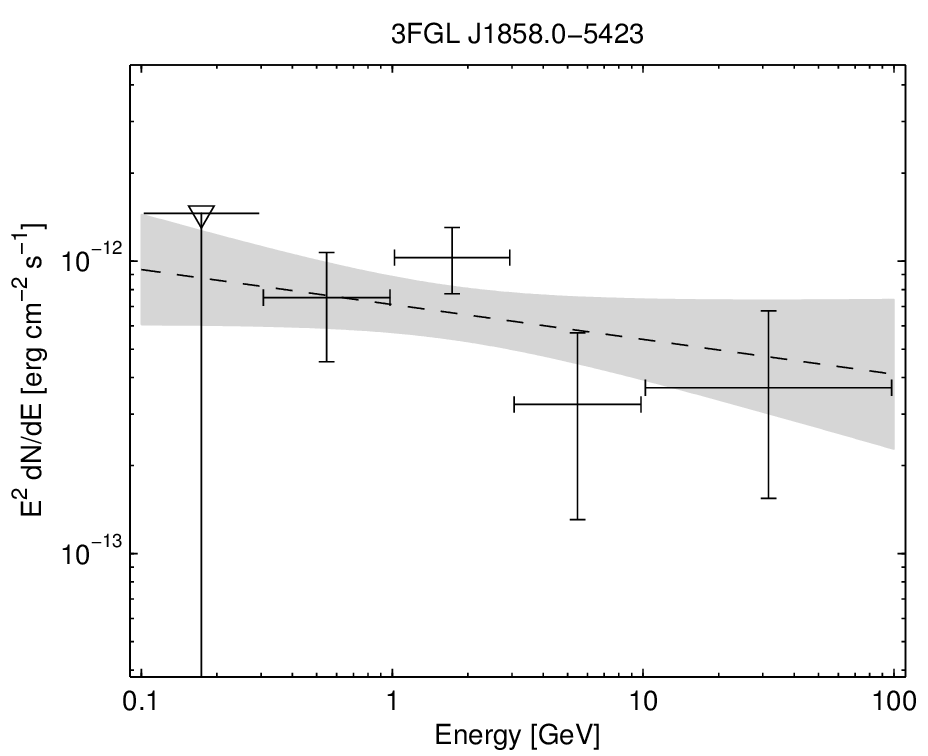 3FGL J1858.0−5423
E² dN/dE [erg cm⁻² s⁻¹]
10⁻¹²
10⁻¹³
0.1 1 10 100
Energy [GeV]